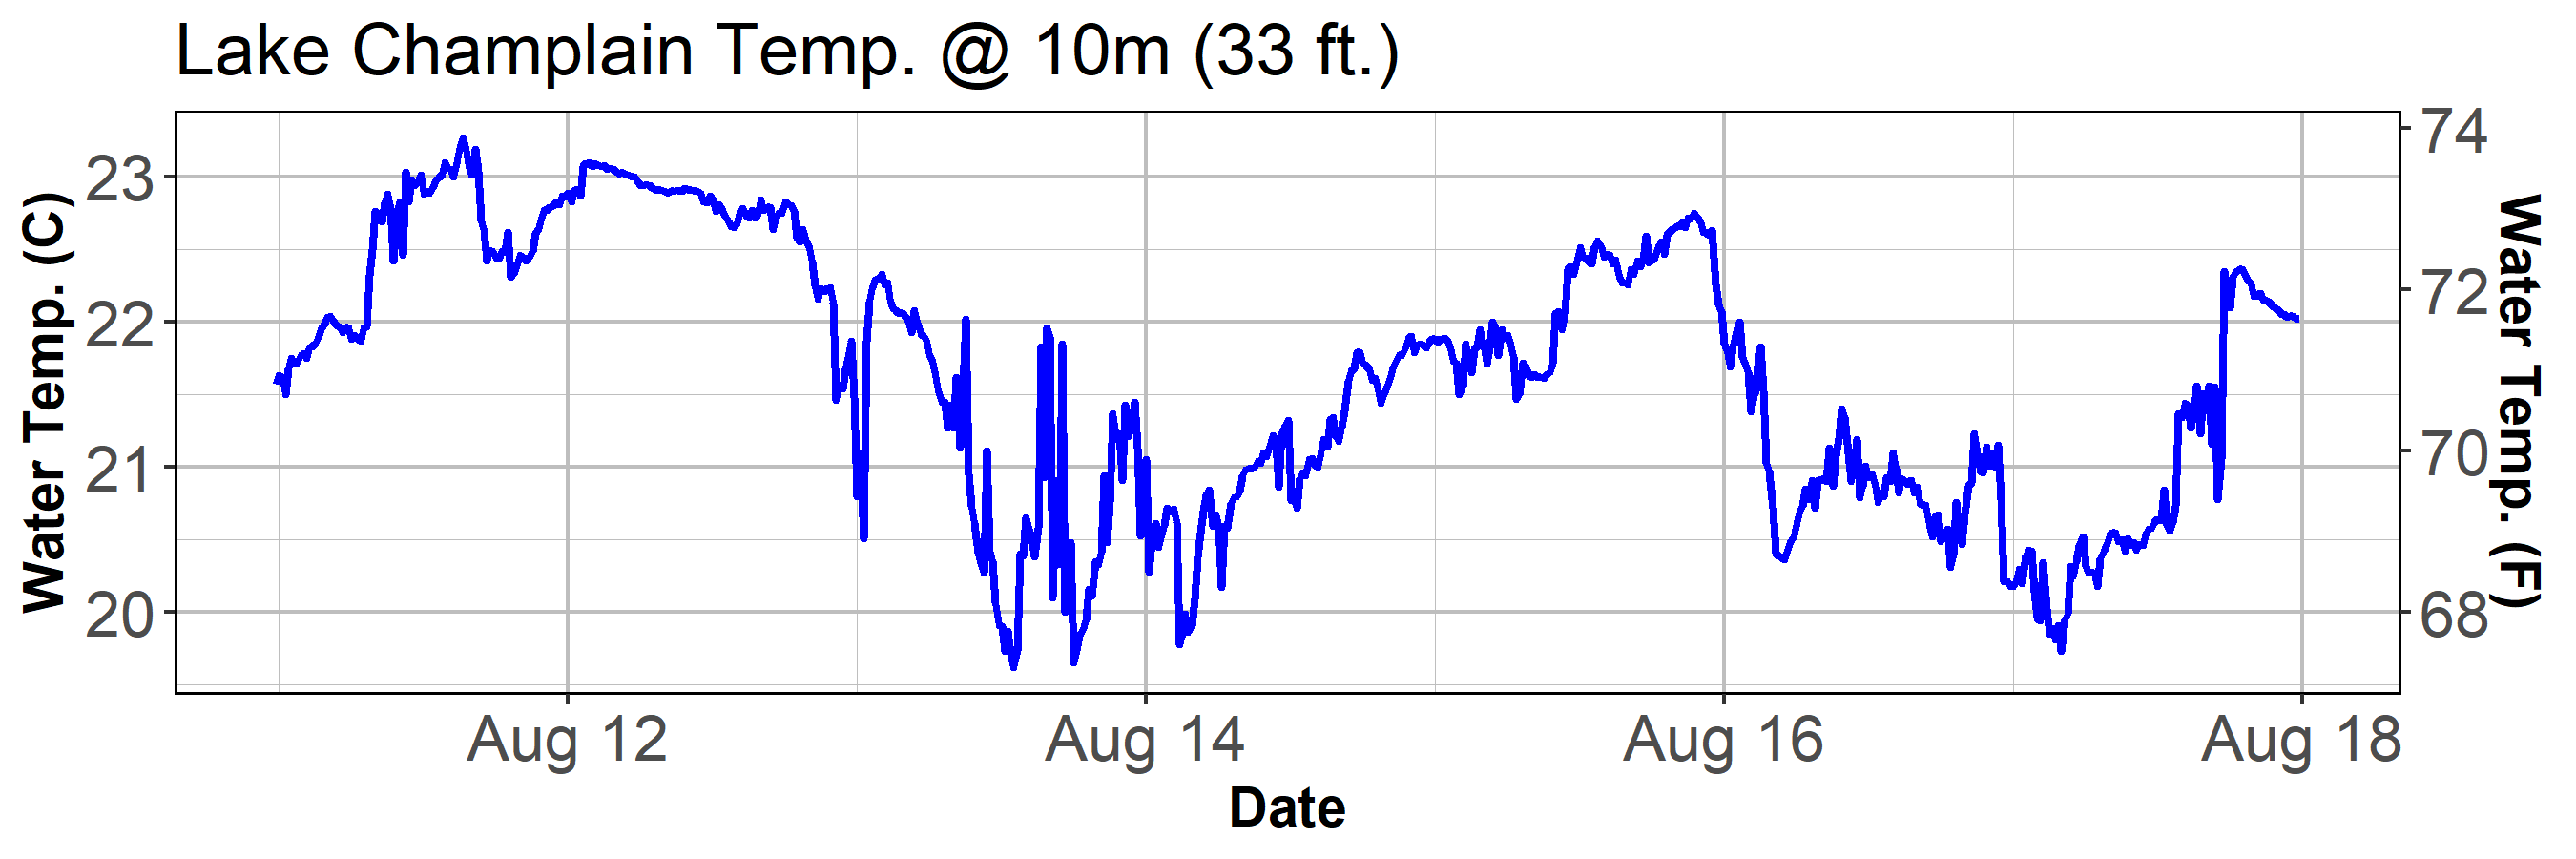 Lake Champlain Temp. @ 10m (33 ft.)
Water Temp. (C)
23
22
21
20
74
72
70
68
Water Temp. (F)
Aug 12 Aug 14 Aug 16 Aug 18
Date